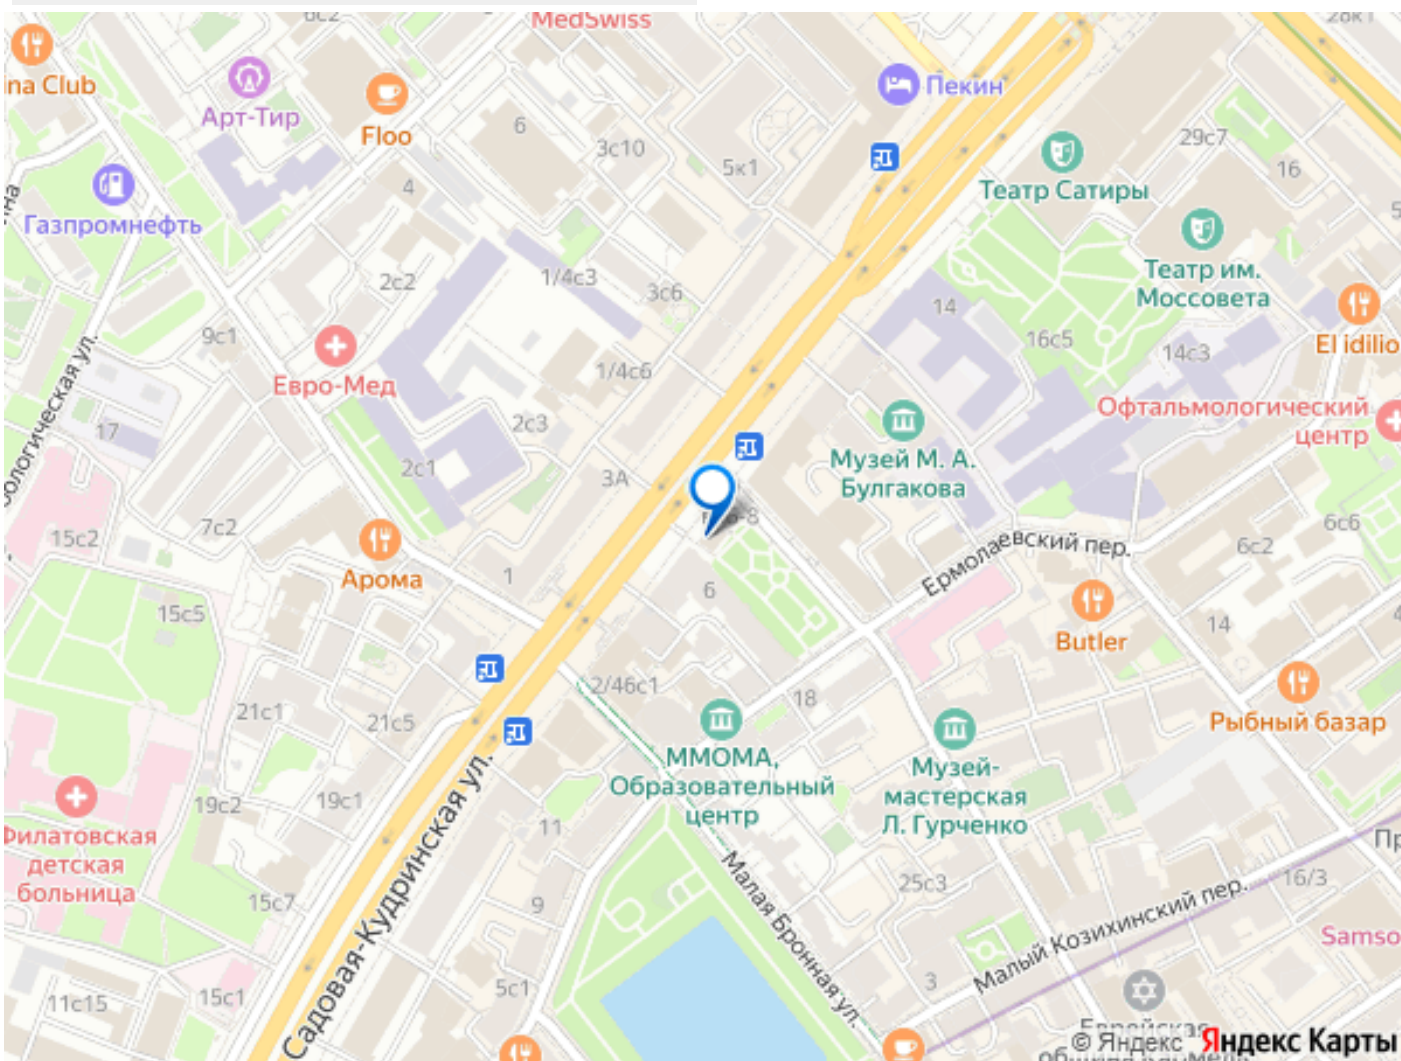 MedSwiss
28к1
na Club
Арт-Тир
Floo
Пекин
6
3с10
5к1
29с7
16
4
Театр Сатиры
Газпромнефть
Театр им.
Моссовета
2с2
1/4с3
3с6
14
9с1
16с5
14с3
El idilio
Евро-Мед
1/4с6
Офтальмологический
центр
17
2с3
Музей М. А.
Булгакова
2с1
3А
7с2
15с2
6с6
6с2
Ермолаевский пер.
Арома
1
6
15с5
Butler
14
2/46с1
18
21с1
21с5
Рыбный базар
ММОМА,
Образовательный
центр
Музей-
мастерская
Л. Гурченко
19с2
19с1
11
Филатовская
детская
больница
Садовая-Кудринская ул.
Малая Бронная ул.
25с3
16/3
Малый Козихинский пер.
15с7
9
Samso
11с15
15с1
5с1
3
© Яндекс Яндекс Карты